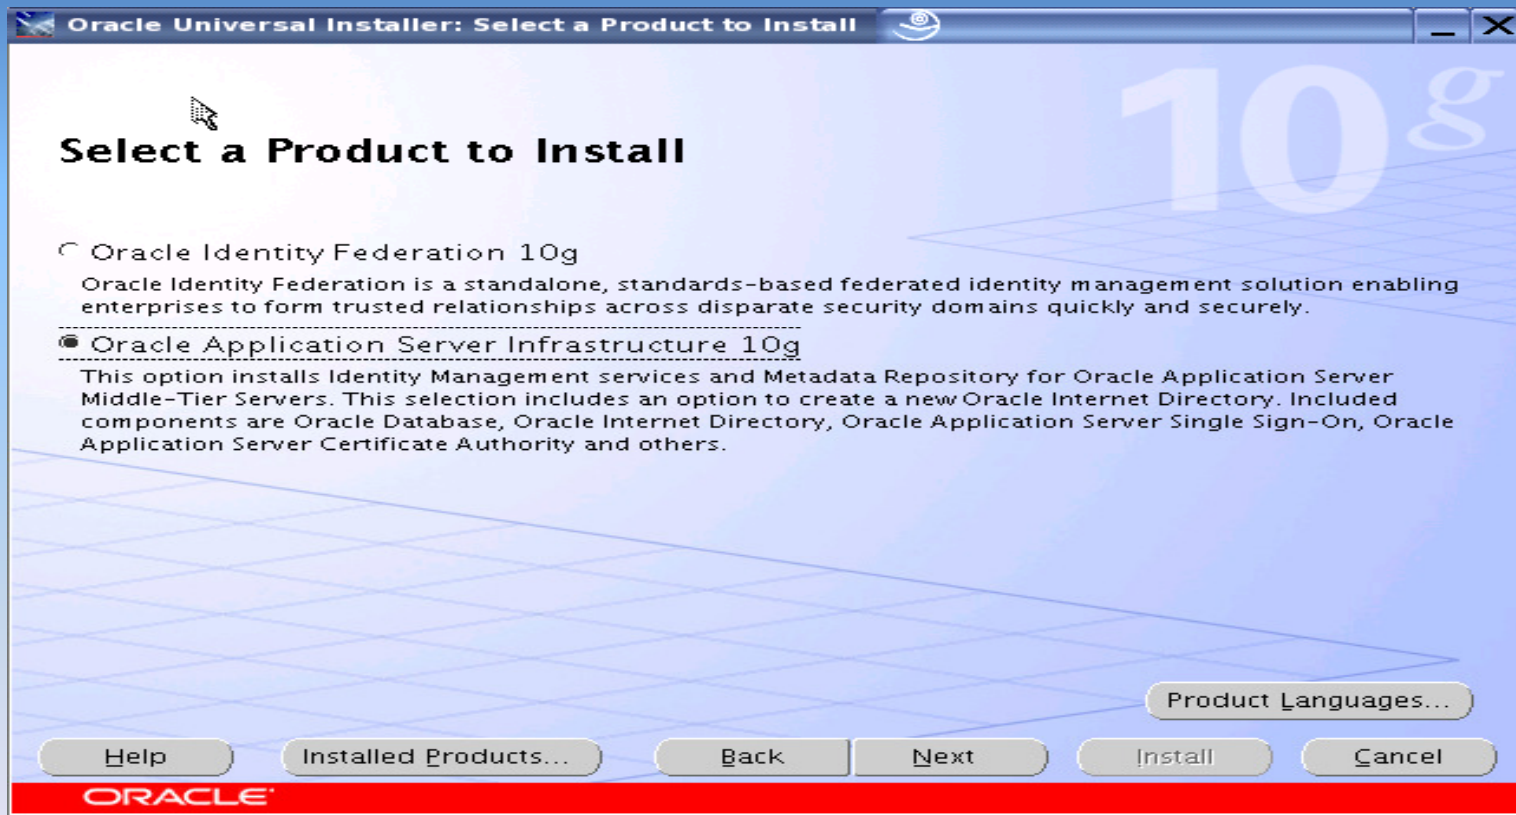 Oracle Universal Installer: Select a Product to Install
10g
Select a Product to Install
Oracle Identity Federation 10g
Oracle Identity Federation is a standalone, standards-based federated identity management solution enabling
enterprises to form trusted relationships across disparate security domains quickly and securely.
Oracle Application Server Infrastructure 10g
This option installs Identity Management services and Metadata Repository for Oracle Application Server
Middle-Tier Servers. This selection includes an option to create a new Oracle Internet Directory. Included
components are Oracle Database, Oracle Internet Directory, Oracle Application Server Single Sign-On, Oracle
Application Server Certificate Authority and others.
Product Languages...
Help Installed Products... Back Next Install Cancel
ORACLE